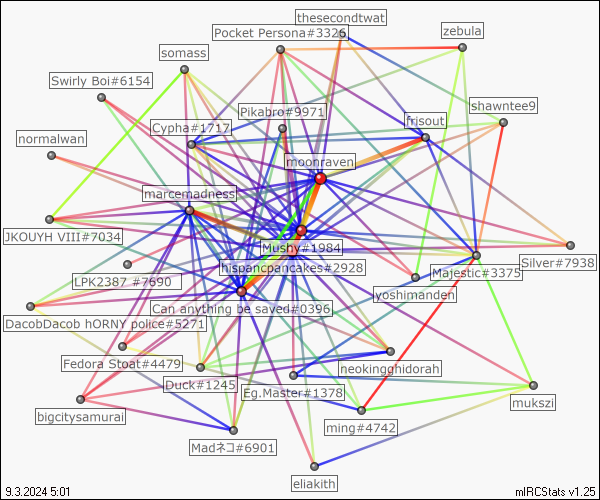 thesecondtwat
Pocket Persona#3326
zebula
somass
Swirly Boi#6154
shawntee9
Pikabro#9971
frjsout
Cypha#1717
normalwan
moonraven
marcemadness
JKOUYH VIII#7034
Mushy#1984
Silver#7938
hispancpancakes#2928
Majestic#3375
LPK2387 #7690
yoshimanden
Can anything be saved#0396
DacobDacob hORNY police#5271
Fedora Stoat#4479
neokingghidorah
Duck#1245
Eg.Master#1378
mukszi
bigcitysamurai
ming#4742
Madネコ#6901
eliakith
9.3.2024 5:01
mIRCStats v1.25